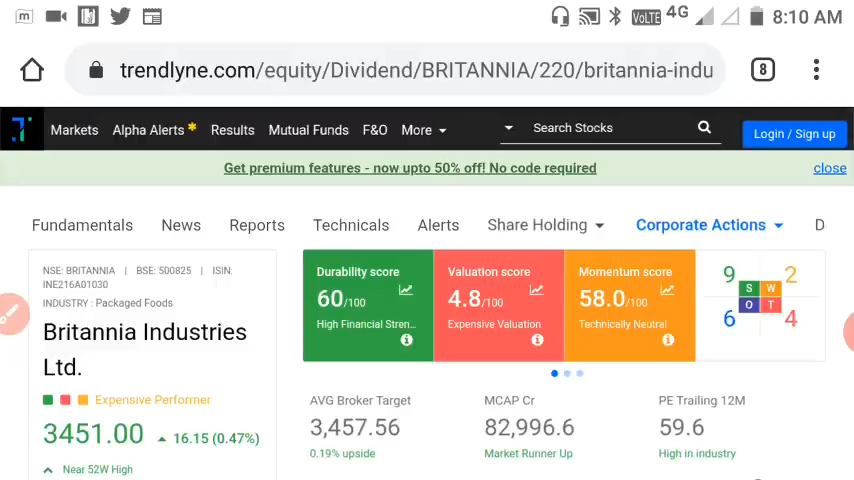 VoLTE 4G 8:10 AM
trendlyne.com/equity/Dividend/BRITANNIA/220/britannia-indu
8
Markets Alpha Alerts Results Mutual Funds F&O More Search Stocks Login / Sign up
Get premium features - now upto 50% off! No code required close
Fundamentals News Reports Technicals Alerts Share Holding Corporate Actions D
NSE: BRITANNIA | BSE: 500825 | ISIN:
INE216A01030
INDUSTRY : Packaged Foods
Britannia Industries
Ltd.
Expensive Performer
3451.00 16.15 (0.47%)
Near 52W High
Durability score
60/100
High Financial Stren...
Valuation score
4.8/100
Expensive Valuation
Momentum score
58.0/100
Technically Neutral
9 2
S W
O T
6 4
AVG Broker Target
3,457.56
0.19% upside
MCAP Cr
82,996.6
Market Runner Up
PE Trailing 12M
59.6
High in industry